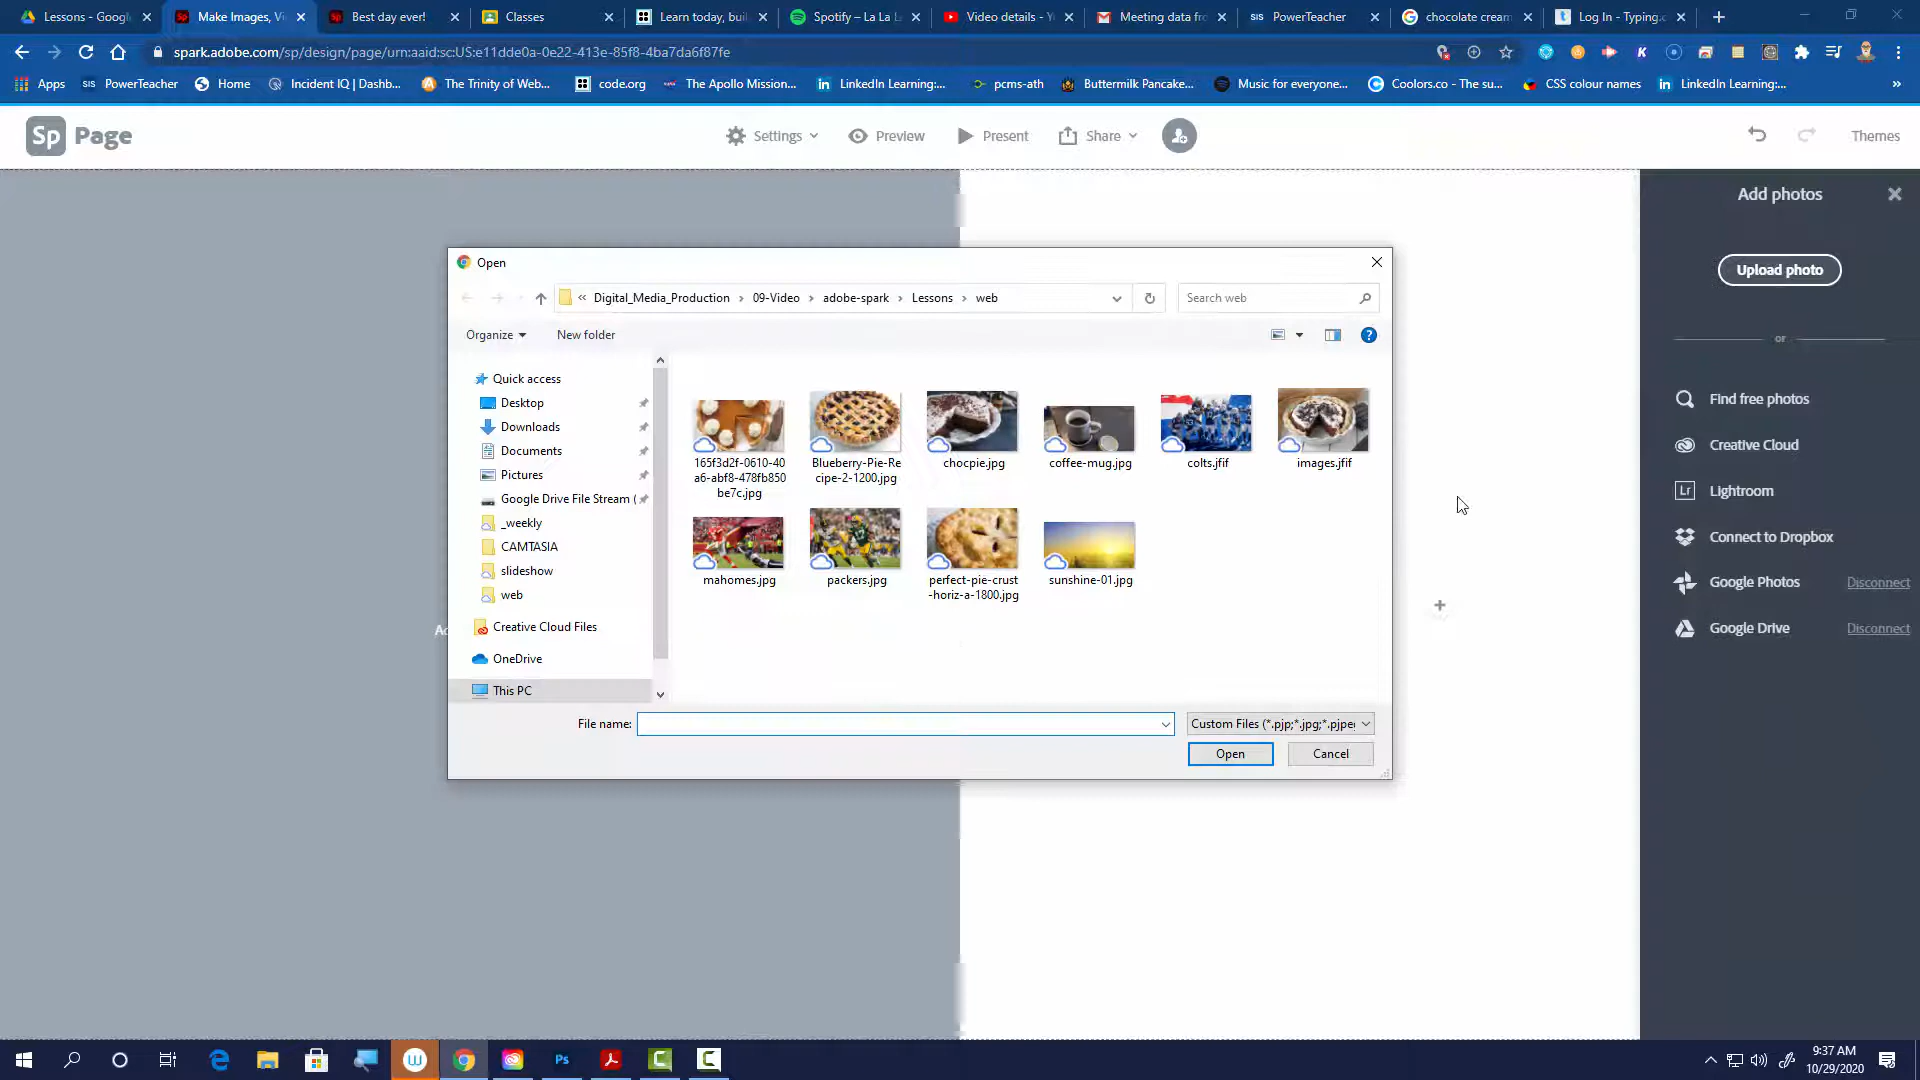 Lessons - Googl
Make Images, Vi
Best day ever!
Classes
Learn today, bui
Spotify – La La L
Video details - Y
Meeting data fro
PowerTeacher
chocolate cream
Log In - Typing.c
spark.adobe.com/sp/design/page/urn:aaid:sc:US:e11dde0a-0e22-413e-85f8-4ba7da6f87fe
Apps
PowerTeacher
Home
Incident IQ | Dashb...
The Trinity of Web...
code.org
The Apollo Mission...
LinkedIn Learning:...
pcms-ath
Buttermilk Pancake...
Music for everyone...
Coolors.co - The su...
CSS colour names
LinkedIn Learning:...
»
Sp Page
Settings
Preview
Present
Share
Themes
Add photos
Upload photo
or
Find free photos
Creative Cloud
Lr Lightroom
Connect to Dropbox
Google Photos Disconnect
Google Drive Disconnect
Open
« Digital_Media_Production › 09-Video › adobe-spark › Lessons › web
Search web
Organize
New folder
Quick access
Desktop
Downloads
Documents
Pictures
Google Drive File Stream (
_weekly
CAMTASIA
slideshow
web
Creative Cloud Files
OneDrive
This PC
165f3d2f-0610-40
a6-abf8-478fb850
be7c.jpg
Blueberry-Pie-Re
cipe-2-1200.jpg
chocpie.jpg
coffee-mug.jpg
colts.jfif
images.jfif
mahomes.jpg
packers.jpg
perfect-pie-crust
-horiz-a-1800.jpg
sunshine-01.jpg
File name:
Custom Files (*.pjp;*.jpg;*.pjpe
Open
Cancel
9:37 AM
10/29/2020